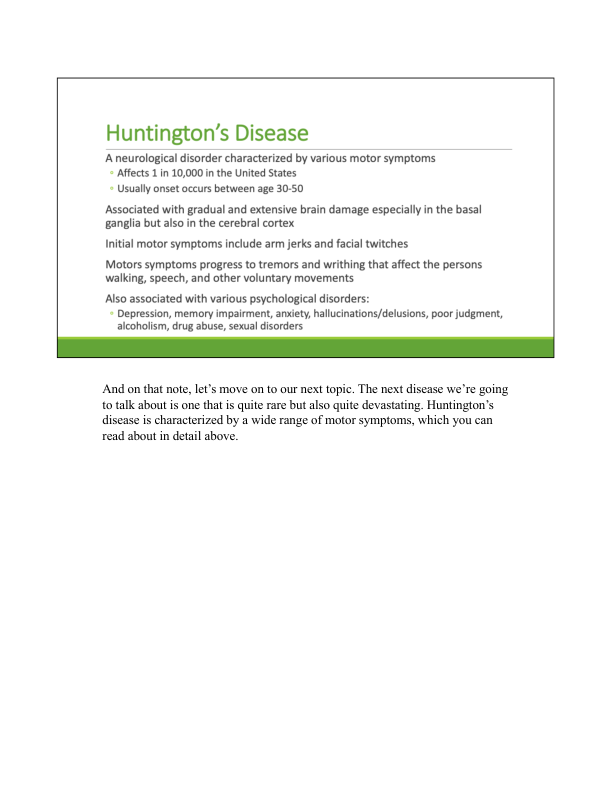 Huntington’s Disease
A neurological disorder characterized by various motor symptoms
Affects 1 in 10,000 in the United States
Usually onset occurs between age 30-50
Associated with gradual and extensive brain damage especially in the basal
ganglia but also in the cerebral cortex
Initial motor symptoms include arm jerks and facial twitches
Motors symptoms progress to tremors and writhing that affect the persons
walking, speech, and other voluntary movements
Also associated with various psychological disorders:
Depression, memory impairment, anxiety, hallucinations/delusions, poor judgment,
alcoholism, drug abuse, sexual disorders
And on that note, let’s move on to our next topic. The next disease we’re going
to talk about is one that is quite rare but also quite devastating. Huntington’s
disease is characterized by a wide range of motor symptoms, which you can
read about in detail above.